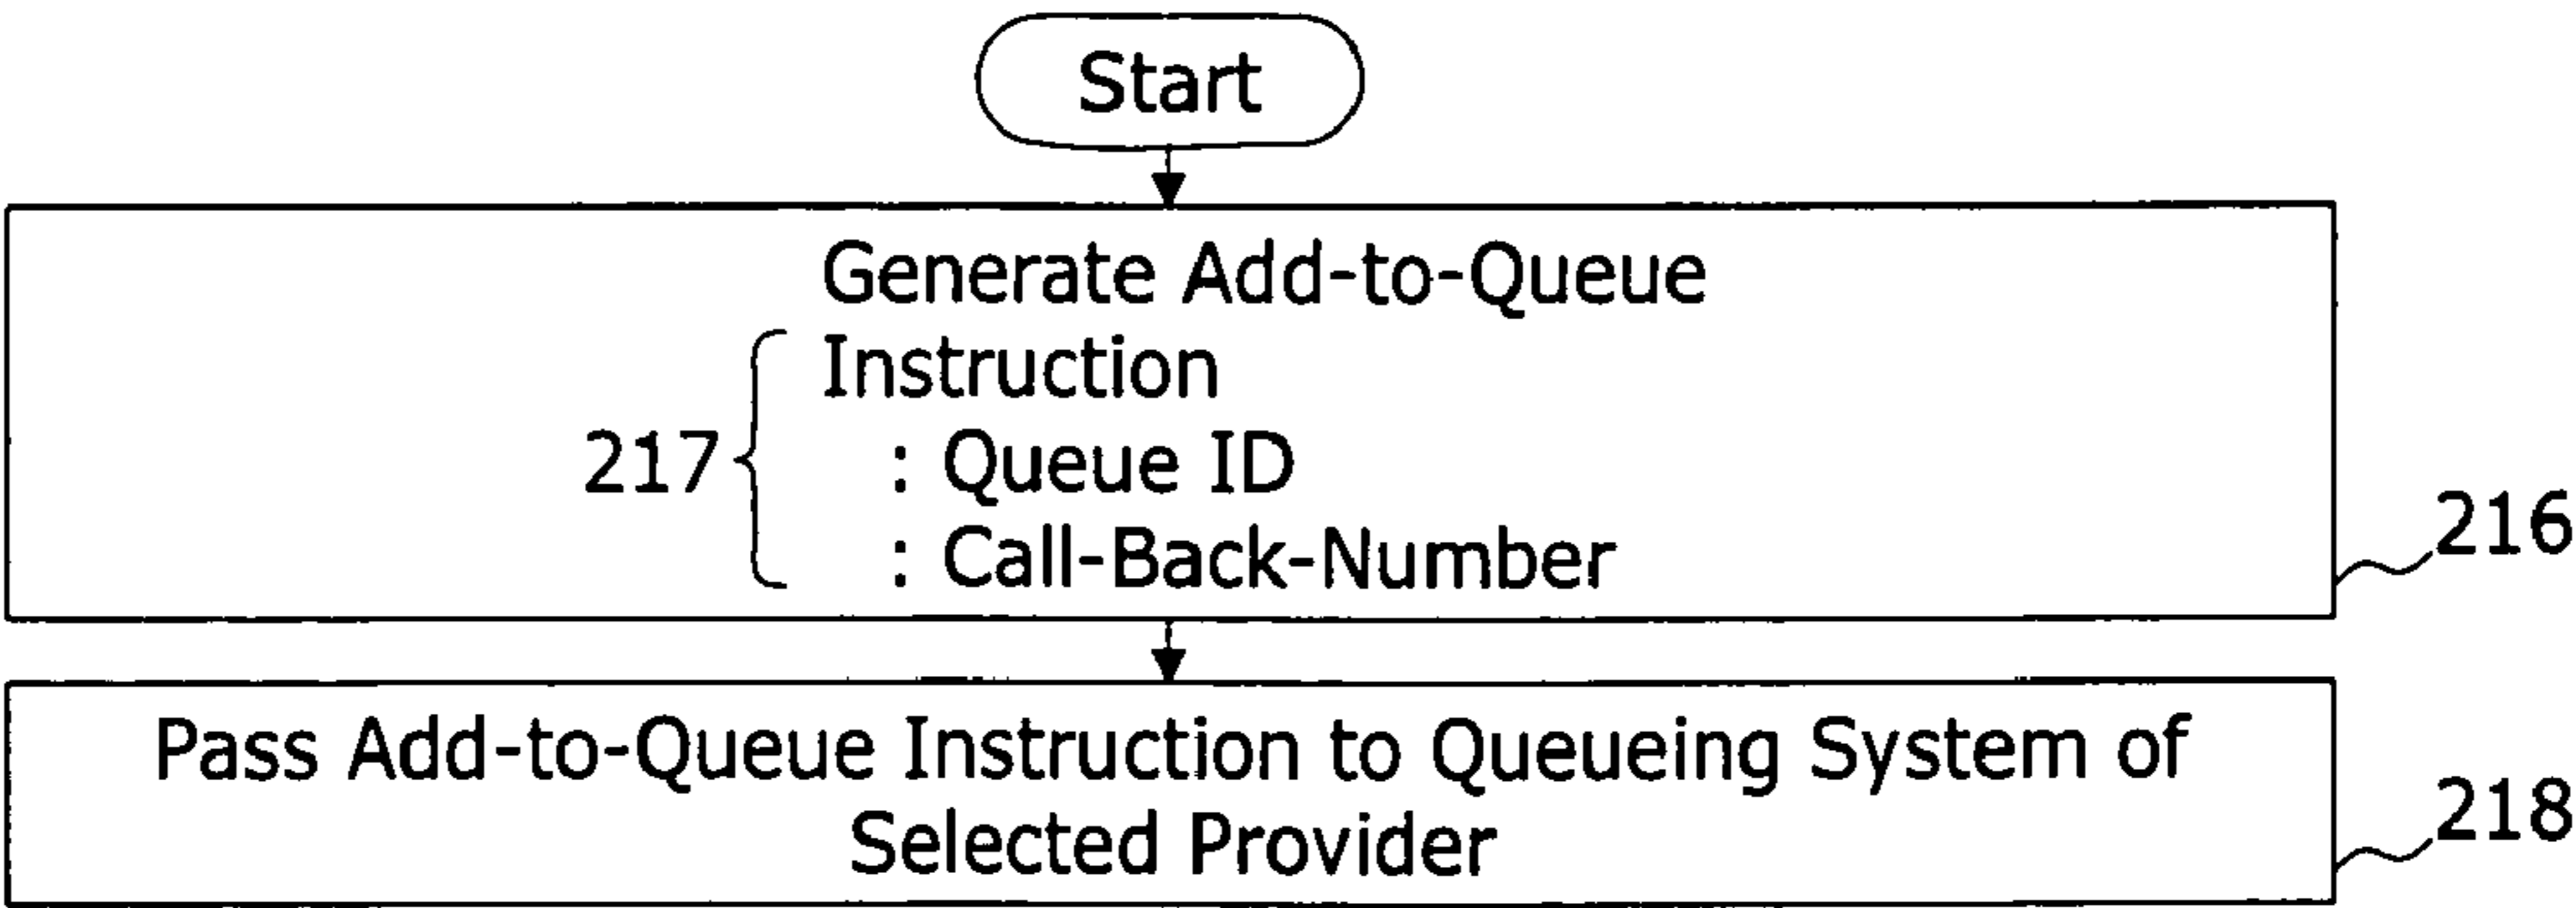 Start
Generate Add-to-Queue
Instruction
217
: Queue ID
: Call-Back-Number
216
Pass Add-to-Queue Instruction to Queueing System of
Selected Provider
218